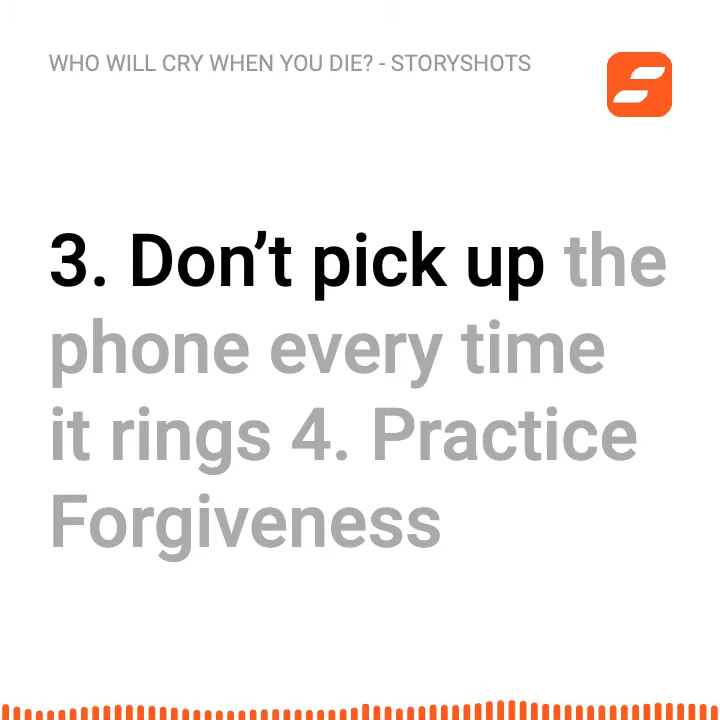 WHO WILL CRY WHEN YOU DIE? - STORYSHOTS
3. Don’t pick up the
phone every time
it rings 4. Practice
Forgiveness